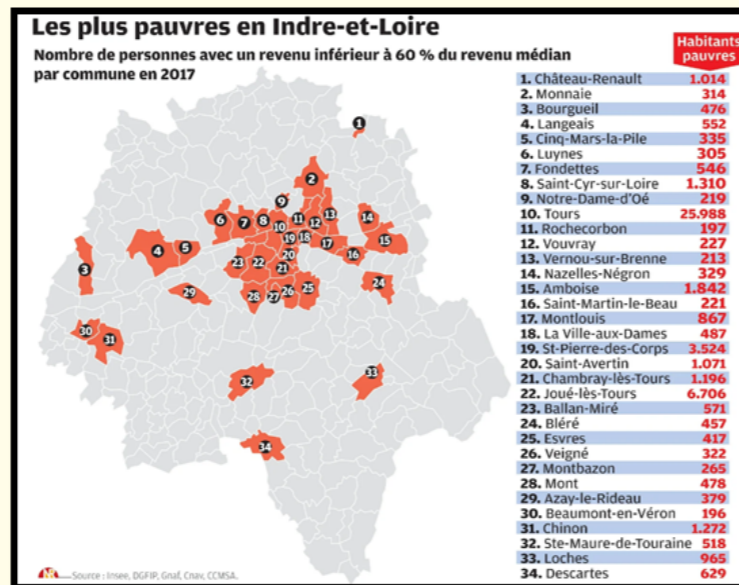 Les plus pauvres en Indre-et-Loire
Nombre de personnes avec un revenu inférieur à 60 % du revenu médian
par commune en 2017
Habitants
pauvres
1. Château-Renault 1.014
2. Monnaie 314
3. Bourgueil 476
4. Langeais 552
5. Cinq-Mars-la-Pile 335
6. Luynes 305
7. Fondettes 546
8. Saint-Cyr-sur-Loire 1.310
9. Notre-Dame-d'Oé 219
10. Tours 25.988
11. Rochecorbon 197
12. Vouvray 227
13. Vernou-sur-Brenne 213
14. Nazelles-Négron 329
15. Amboise 1.842
16. Saint-Martin-le-Beau 221
17. Montlouis 867
18. La Ville-aux-Dames 487
19. St-Pierre-des-Corps 3.524
20. Saint-Avertin 1.071
21. Chambray-lès-Tours 1.196
22. Joué-lès-Tours 6.706
23. Ballan-Miré 571
24. Bléré 457
25. Esvres 417
26. Veigné 322
27. Montbazon 265
28. Mont 478
29. Azay-le-Rideau 379
30. Beaumont-en-Véron 196
31. Chinon 1.272
32. Ste-Maure-de-Touraine 518
33. Loches 965
34. Descartes 629
1
2
9
6 7 8 11 12 13 14
10
19 18 17 15
4 5 20 16
23 22 21
3 24
29 28 27 26 25
30
31
32 33
34
Source : Insee, DGFIP, Gnaf, Cnav, CCMSA.